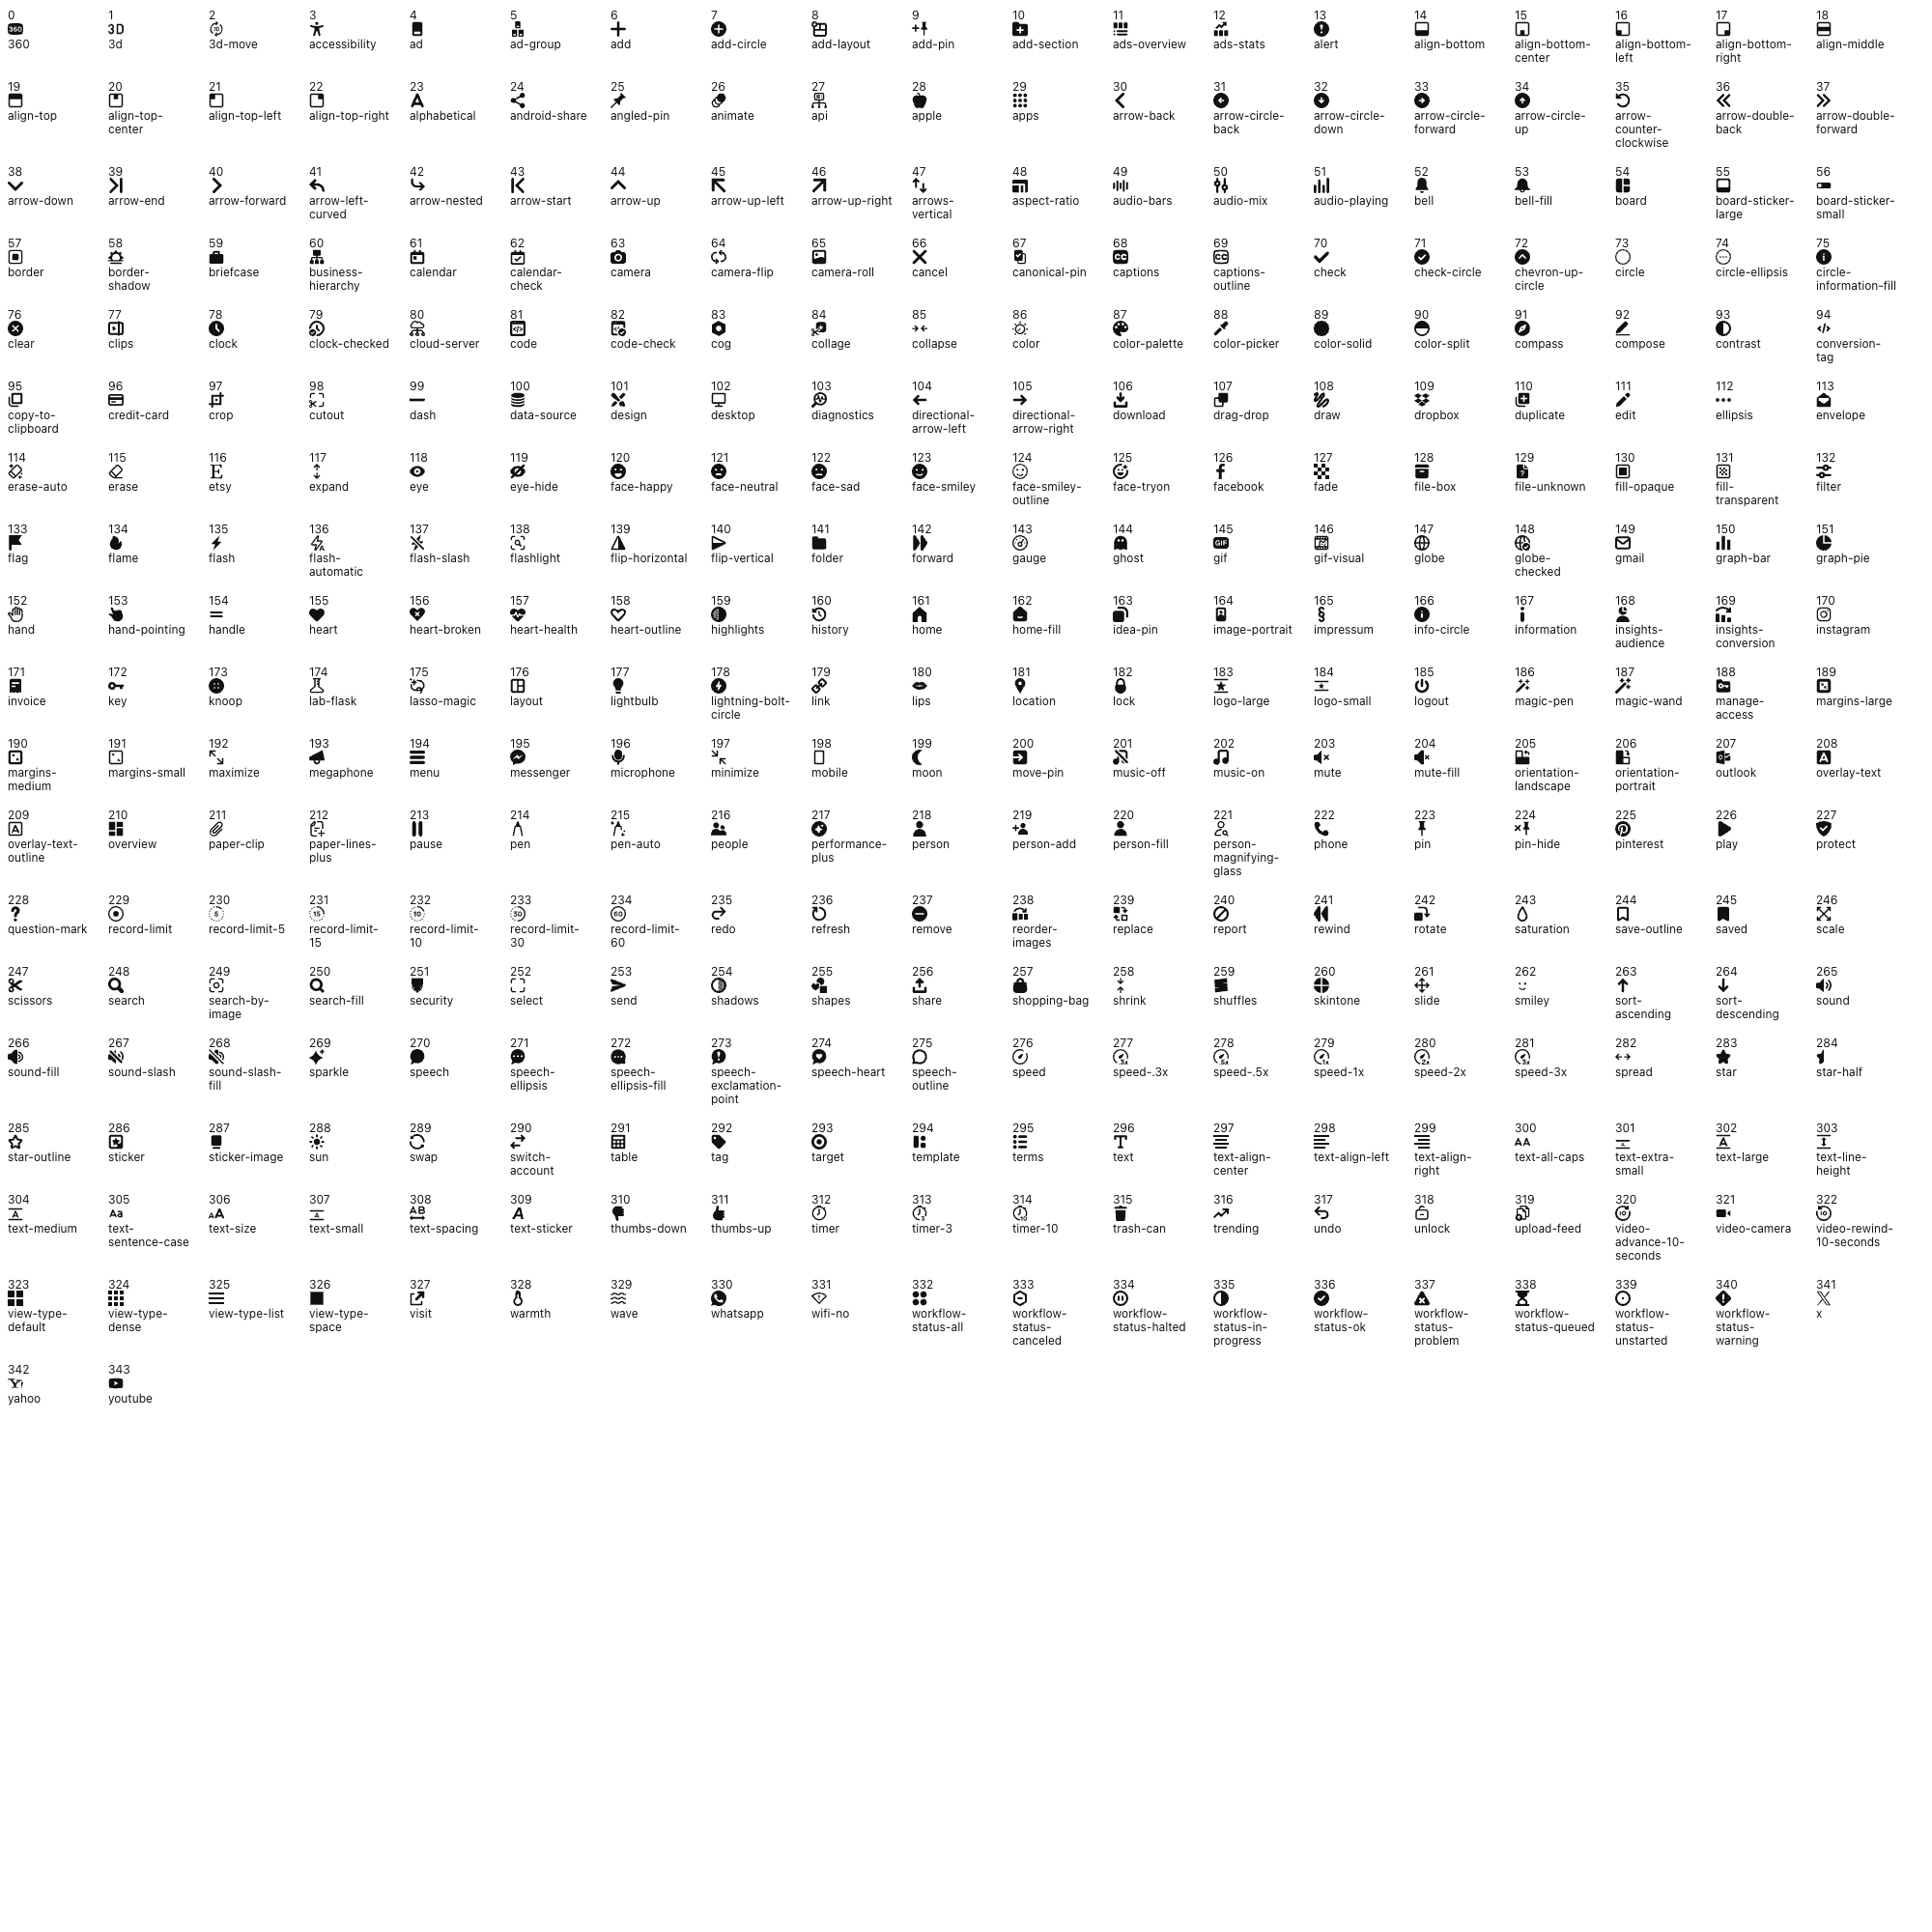 0 1 2 3 4 5 6 7 8 9 10 11 12 13 14 15 16 17 18
360 3d 3d-move accessibility ad ad-group add add-circle add-layout add-pin add-section ads-overview ads-stats alert align-bottom align-bottom- align-bottom- align-bottom- align-middle
center left right
19 20 21 22 23 24 25 26 27 28 29 30 31 32 33 34 35 36 37
align-top align-top- align-top-left align-top-right alphabetical android-share angled-pin animate api apple apps arrow-back arrow-circle- arrow-circle- arrow-circle- arrow-circle- arrow- arrow-double- arrow-double-
center back down forward up counter- back forward
clockwise
38 39 40 41 42 43 44 45 46 47 48 49 50 51 52 53 54 55 56
arrow-down arrow-end arrow-forward arrow-left- arrow-nested arrow-start arrow-up arrow-up-left arrow-up-right arrows- aspect-ratio audio-bars audio-mix audio-playing bell bell-fill board board-sticker- board-sticker-
curved vertical large small
57 58 59 60 61 62 63 64 65 66 67 68 69 70 71 72 73 74 75
border border- briefcase business- calendar calendar- camera camera-flip camera-roll cancel canonical-pin captions captions- check check-circle chevron-up- circle circle-ellipsis circle-
shadow hierarchy check outline circle information-fill
76 77 78 79 80 81 82 83 84 85 86 87 88 89 90 91 92 93 94
clear clips clock clock-checked cloud-server code code-check cog collage collapse color color-palette color-picker color-solid color-split compass compose contrast conversion-
tag
95 96 97 98 99 100 101 102 103 104 105 106 107 108 109 110 111 112 113
copy-to- credit-card crop cutout dash data-source design desktop diagnostics directional- directional- download drag-drop draw dropbox duplicate edit ellipsis envelope
clipboard arrow-left arrow-right
114 115 116 117 118 119 120 121 122 123 124 125 126 127 128 129 130 131 132
erase-auto erase etsy expand eye eye-hide face-happy face-neutral face-sad face-smiley face-smiley- face-tryon facebook fade file-box file-unknown fill-opaque fill- filter
outline transparent
133 134 135 136 137 138 139 140 141 142 143 144 145 146 147 148 149 150 151
flag flame flash flash- flash-slash flashlight flip-horizontal flip-vertical folder forward gauge ghost gif gif-visual globe globe- gmail graph-bar graph-pie
automatic checked
152 153 154 155 156 157 158 159 160 161 162 163 164 165 166 167 168 169 170
hand hand-pointing handle heart heart-broken heart-health heart-outline highlights history home home-fill idea-pin image-portrait impressum info-circle information insights- insights- instagram
audience conversion
171 172 173 174 175 176 177 178 179 180 181 182 183 184 185 186 187 188 189
invoice key knoop lab-flask lasso-magic layout lightbulb lightning-bolt- link lips location lock logo-large logo-small logout magic-pen magic-wand manage- margins-large
circle access
190 191 192 193 194 195 196 197 198 199 200 201 202 203 204 205 206 207 208
margins- margins-small maximize megaphone menu messenger microphone minimize mobile moon move-pin music-off music-on mute mute-fill orientation- orientation- outlook overlay-text
medium landscape portrait
209 210 211 212 213 214 215 216 217 218 219 220 221 222 223 224 225 226 227
overlay-text- overview paper-clip paper-lines- pause pen pen-auto people performance- person person-add person-fill person- phone pin pin-hide pinterest play protect
outline plus plus magnifying-
glass
228 229 230 231 232 233 234 235 236 237 238 239 240 241 242 243 244 245 246
question-mark record-limit record-limit-5 record-limit- record-limit- record-limit- record-limit- redo refresh remove reorder- replace report rewind rotate saturation save-outline saved scale
15 10 30 60 images
247 248 249 250 251 252 253 254 255 256 257 258 259 260 261 262 263 264 265
scissors search search-by- search-fill security select send shadows shapes share shopping-bag shrink shuffles skintone slide smiley sort- sort- sound
image ascending descending
266 267 268 269 270 271 272 273 274 275 276 277 278 279 280 281 282 283 284
sound-fill sound-slash sound-slash- sparkle speech speech- speech- speech- speech-heart speech- speed speed-.3x speed-.5x speed-1x speed-2x speed-3x spread star star-half
fill ellipsis ellipsis-fill exclamation- outline
point
285 286 287 288 289 290 291 292 293 294 295 296 297 298 299 300 301 302 303
star-outline sticker sticker-image sun swap switch- table tag target template terms text text-align- text-align-left text-align- text-all-caps text-extra- text-large text-line-
account center right small height
304 305 306 307 308 309 310 311 312 313 314 315 316 317 318 319 320 321 322
text-medium text- text-size text-small text-spacing text-sticker thumbs-down thumbs-up timer timer-3 timer-10 trash-can trending undo unlock upload-feed video- video-camera video-rewind-
sentence-case advance-10- 10-seconds
seconds
323 324 325 326 327 328 329 330 331 332 333 334 335 336 337 338 339 340 341
view-type- view-type- view-type-list view-type- visit warmth wave whatsapp wifi-no workflow- workflow- workflow- workflow- workflow- workflow- workflow- workflow- workflow- x
default dense space status-all status- status-halted status-in- status-ok status- status-queued status- status-
canceled progress problem unstarted warning
342 343
yahoo youtube